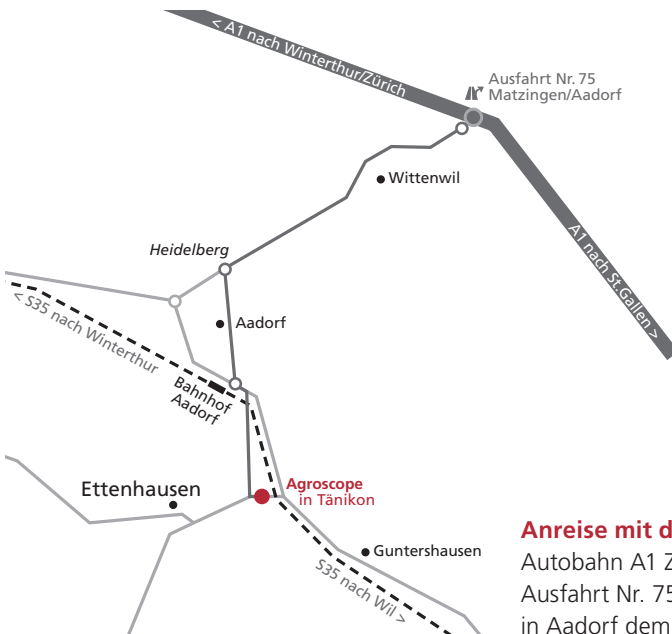 < A1 nach Winterthur/Zürich
Ausfahrt Nr. 75
Matzingen/Aadorf
Wittenwil
A1 nach St.Gallen >
Heidelberg
< S35 nach Winterthur
Aadorf
Bahnhof
Aadorf
Ettenhausen
Agroscope
in Tänikon
Guntershausen
S35 nach Wil >
Anreise mit d
Autobahn A1 Z
Ausfahrt Nr. 75
in Aadorf dem